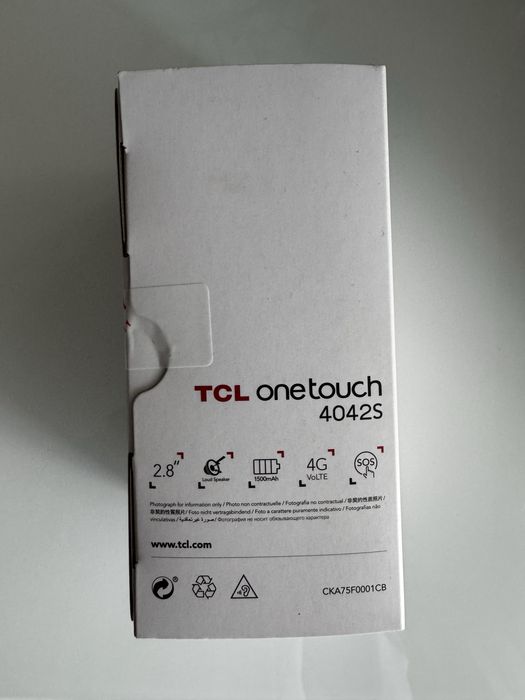 TCL onetouch
4042S
2.8"
Loud Speaker
1500mAh
4G
VoLTE
SOS
Photograph for information only / Photo non contractuelle / Fotografia no contractual / 非契約性質照片/
非契約性質照片/ Foto nicht vertragsbindend / Foto a carattere puramente indicativo / Fotografias não
vinculativas / صورة غير تعاقدية / Фотография не носит обязывающего характера
www.tcl.com
CKA75F0001CB